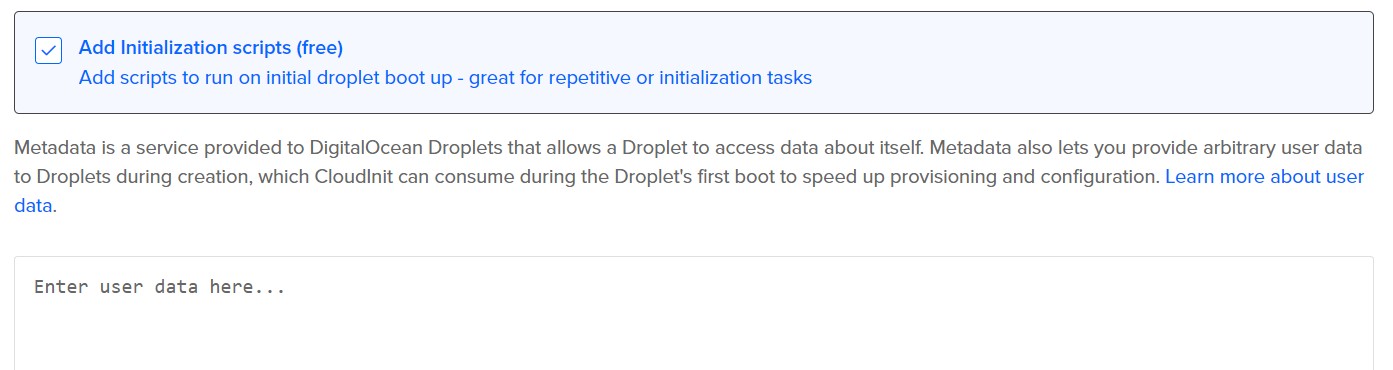 Add Initialization scripts (free)
Add scripts to run on initial droplet boot up - great for repetitive or initialization tasks
Metadata is a service provided to DigitalOcean Droplets that allows a Droplet to access data about itself. Metadata also lets you provide arbitrary user data
to Droplets during creation, which CloudInit can consume during the Droplet's first boot to speed up provisioning and configuration. Learn more about user
data.
Enter user data here...